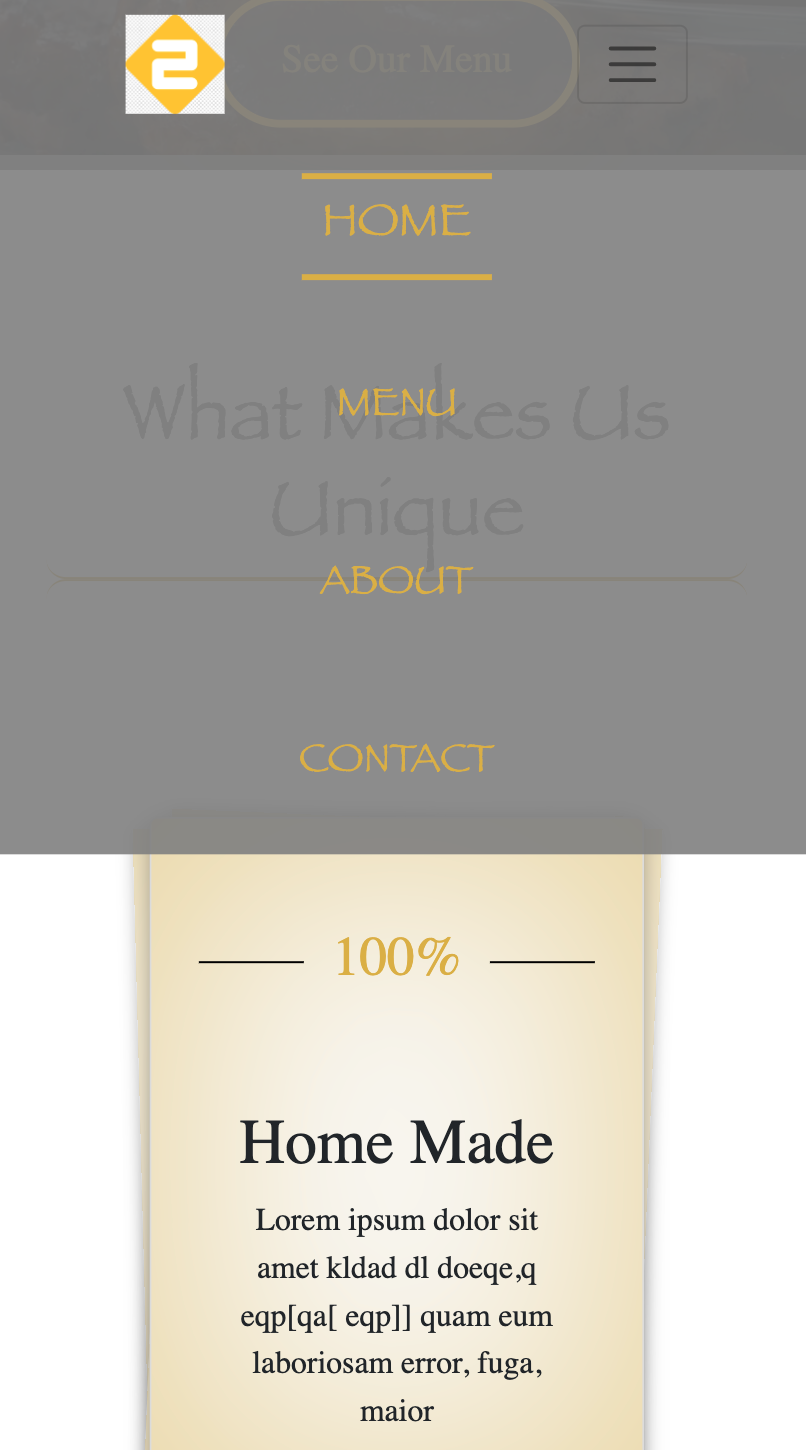 2
See Our Menu
HOME
What Makes Us
MENU
Unique
ABOUT
CONTACT
100%
Home Made
Lorem ipsum dolor sit
amet kldad dl doeqe,q
eqp[qa[ eqp]] quam eum
laboriosam error, fuga,
maior